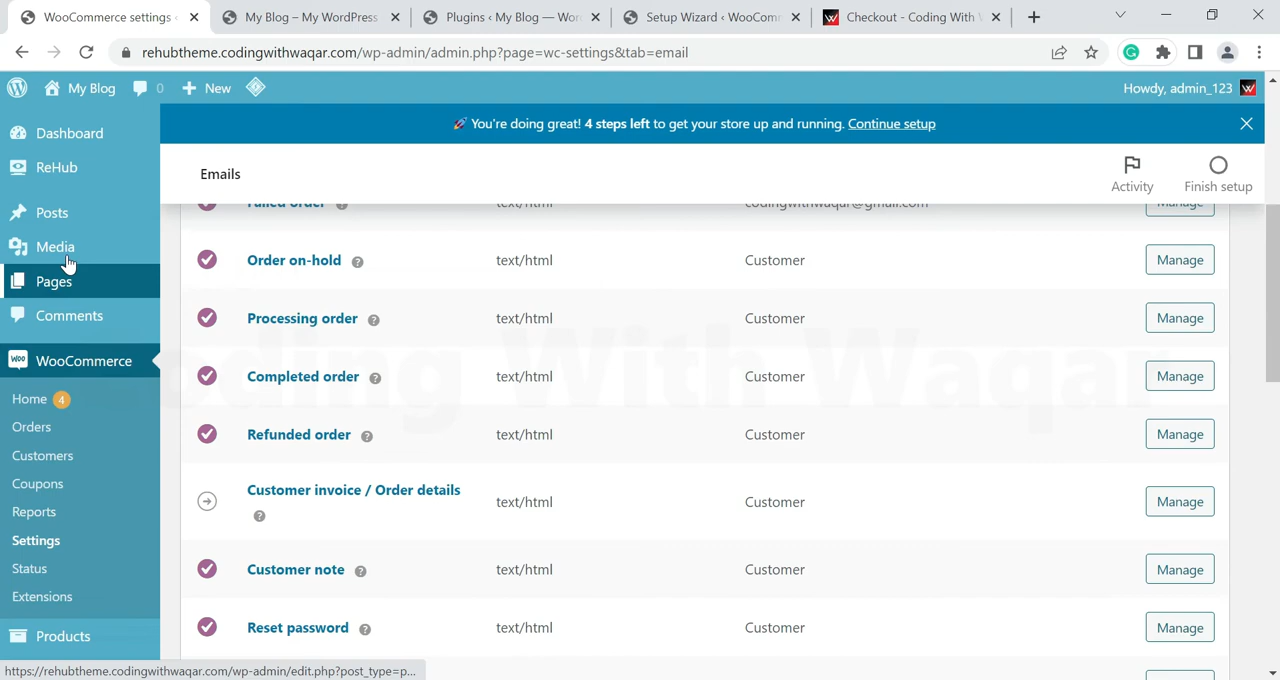 WooCommerce settings
My Blog – My WordPress
Plugins ‹ My Blog — Wor
Setup Wizard ‹ WooComm
Checkout - Coding With
rehubtheme.codingwithwaqar.com/wp-admin/admin.php?page=wc-settings&tab=email
My Blog
0
New
Howdy, admin_123
🚀 You're doing great! 4 steps left to get your store up and running. Continue setup
Dashboard
ReHub
Posts
Media
Pages
Comments
WooCommerce
Home 4
Orders
Customers
Coupons
Reports
Settings
Status
Extensions
Products
Emails
Activity
Finish setup
Failed order text/html codingwithwaqar@gmail.com Manage
Order on-hold text/html Customer Manage
Processing order text/html Customer Manage
Completed order text/html Customer Manage
Refunded order text/html Customer Manage
Customer invoice / Order details text/html Customer Manage
Customer note text/html Customer Manage
Reset password text/html Customer Manage
Coding With Waqar
https://rehubtheme.codingwithwaqar.com/wp-admin/edit.php?post_type=p...